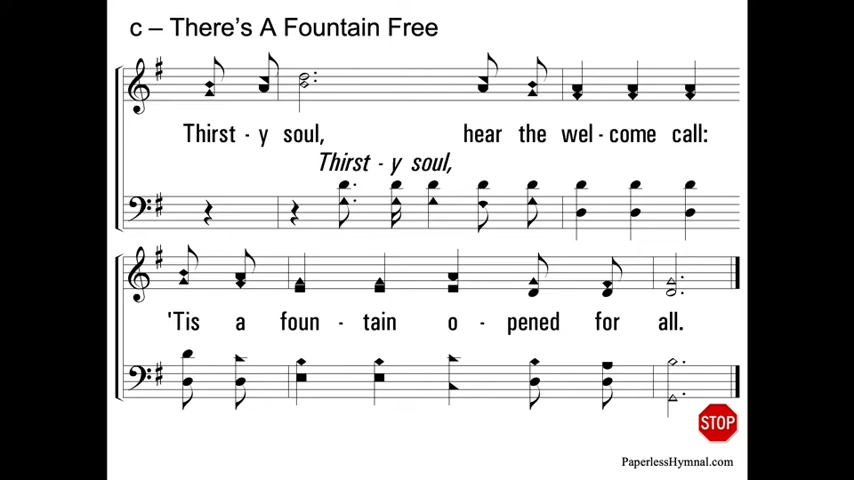 c – There's A Fountain Free
Thirst - y soul, hear the wel - come call:
Thirst - y soul,
'Tis a foun - tain o - pened for all.
STOP
PaperlessHymnal.com